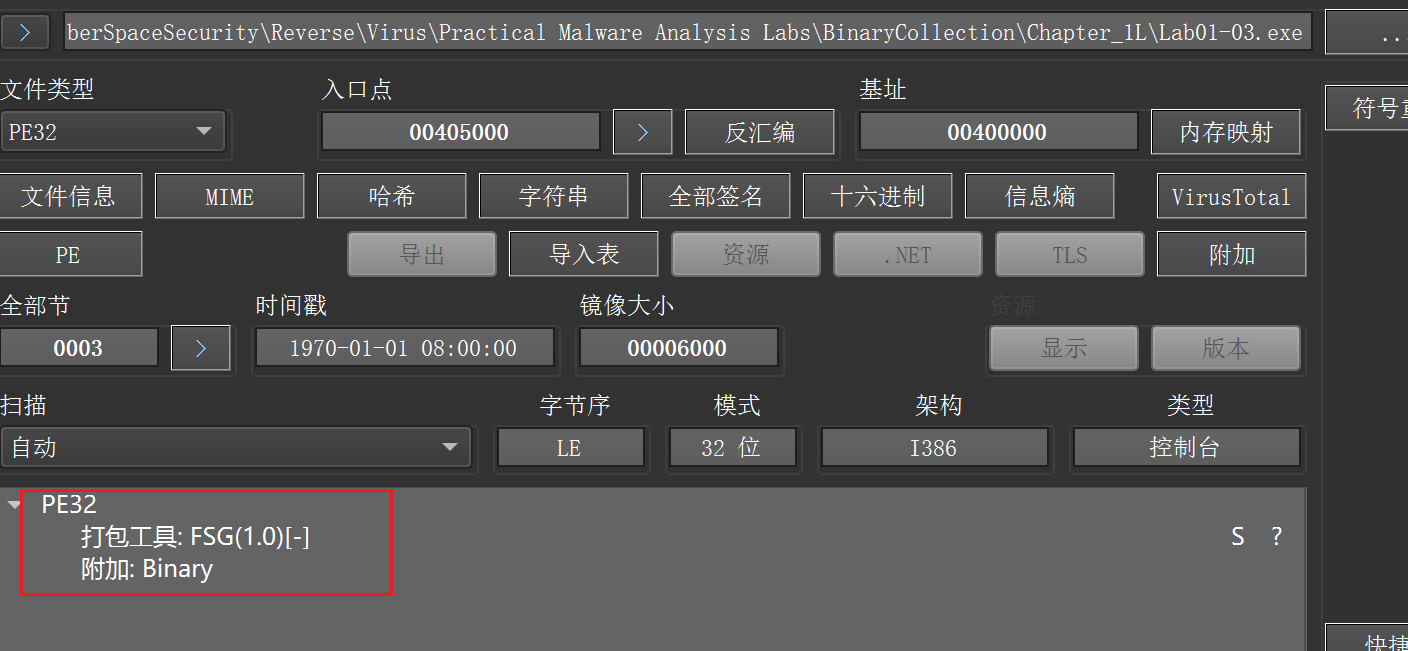 > berSpaceSecurity\Reverse\Virus\Practical Malware Analysis Labs\BinaryCollection\Chapter_1L\Lab01-03.exe ..
文件类型 入口点 基址
PE32 00405000 > 反汇编 00400000 内存映射 符号
文件信息 MIME 哈希 字符串 全部签名 十六进制 信息熵 VirusTotal
PE 导出 导入表 资源 .NET TLS 附加
全部节 时间戳 镜像大小 资源
0003 > 1970-01-01 08:00:00 00006000 显示 版本
扫描 字节序 模式 架构 类型
自动 LE 32 位 I386 控制台
PE32
打包工具: FSG(1.0)[-] S ?
附加: Binary
快捷